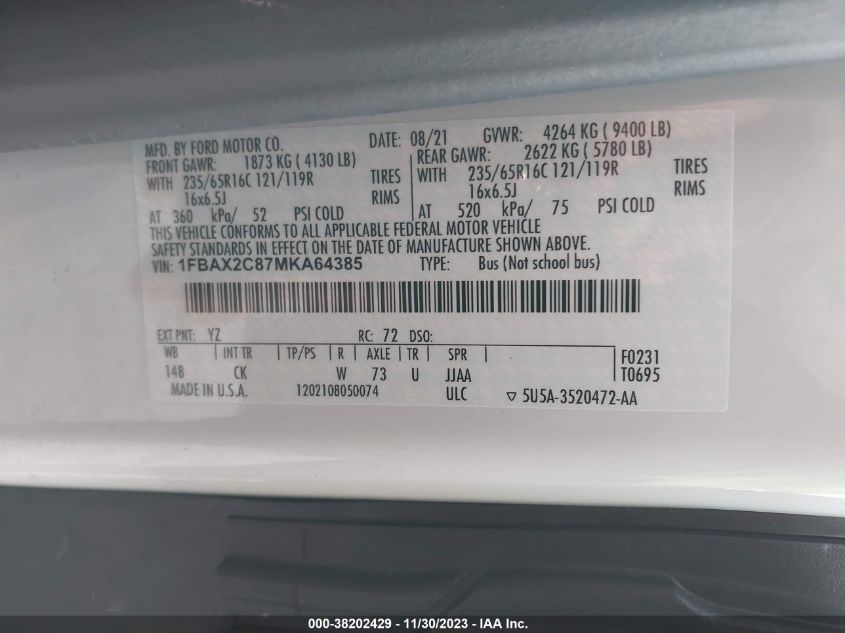 MFD. BY FORD MOTOR CO. DATE: 08/21 GVWR: 4264 KG ( 9400 LB)
FRONT GAWR: 1873 KG ( 4130 LB) REAR GAWR: 2622 KG ( 5780 LB)
WITH 235/65R16C 121/119R TIRES WITH 235/65R16C 121/119R TIRES
16x6.5J RIMS 16x6.5J RIMS
AT 360 kPa/ 52 PSI COLD AT 520 kPa/ 75 PSI COLD
THIS VEHICLE CONFORMS TO ALL APPLICABLE FEDERAL MOTOR VEHICLE
SAFETY STANDARDS IN EFFECT ON THE DATE OF MANUFACTURE SHOWN ABOVE.
VIN: 1FBAX2C87MKA64385 TYPE: Bus (Not school bus)
EXT PNT: YZ RC: 72 DSO:
WB INT TR TP/PS R AXLE TR SPR F0231
148 CK W 73 U JJAA T0695
MADE IN U.S.A. 1202108050074 ULC ▽ 5U5A-3520472-AA
000-38202429 - 11/30/2023 - IAA Inc.